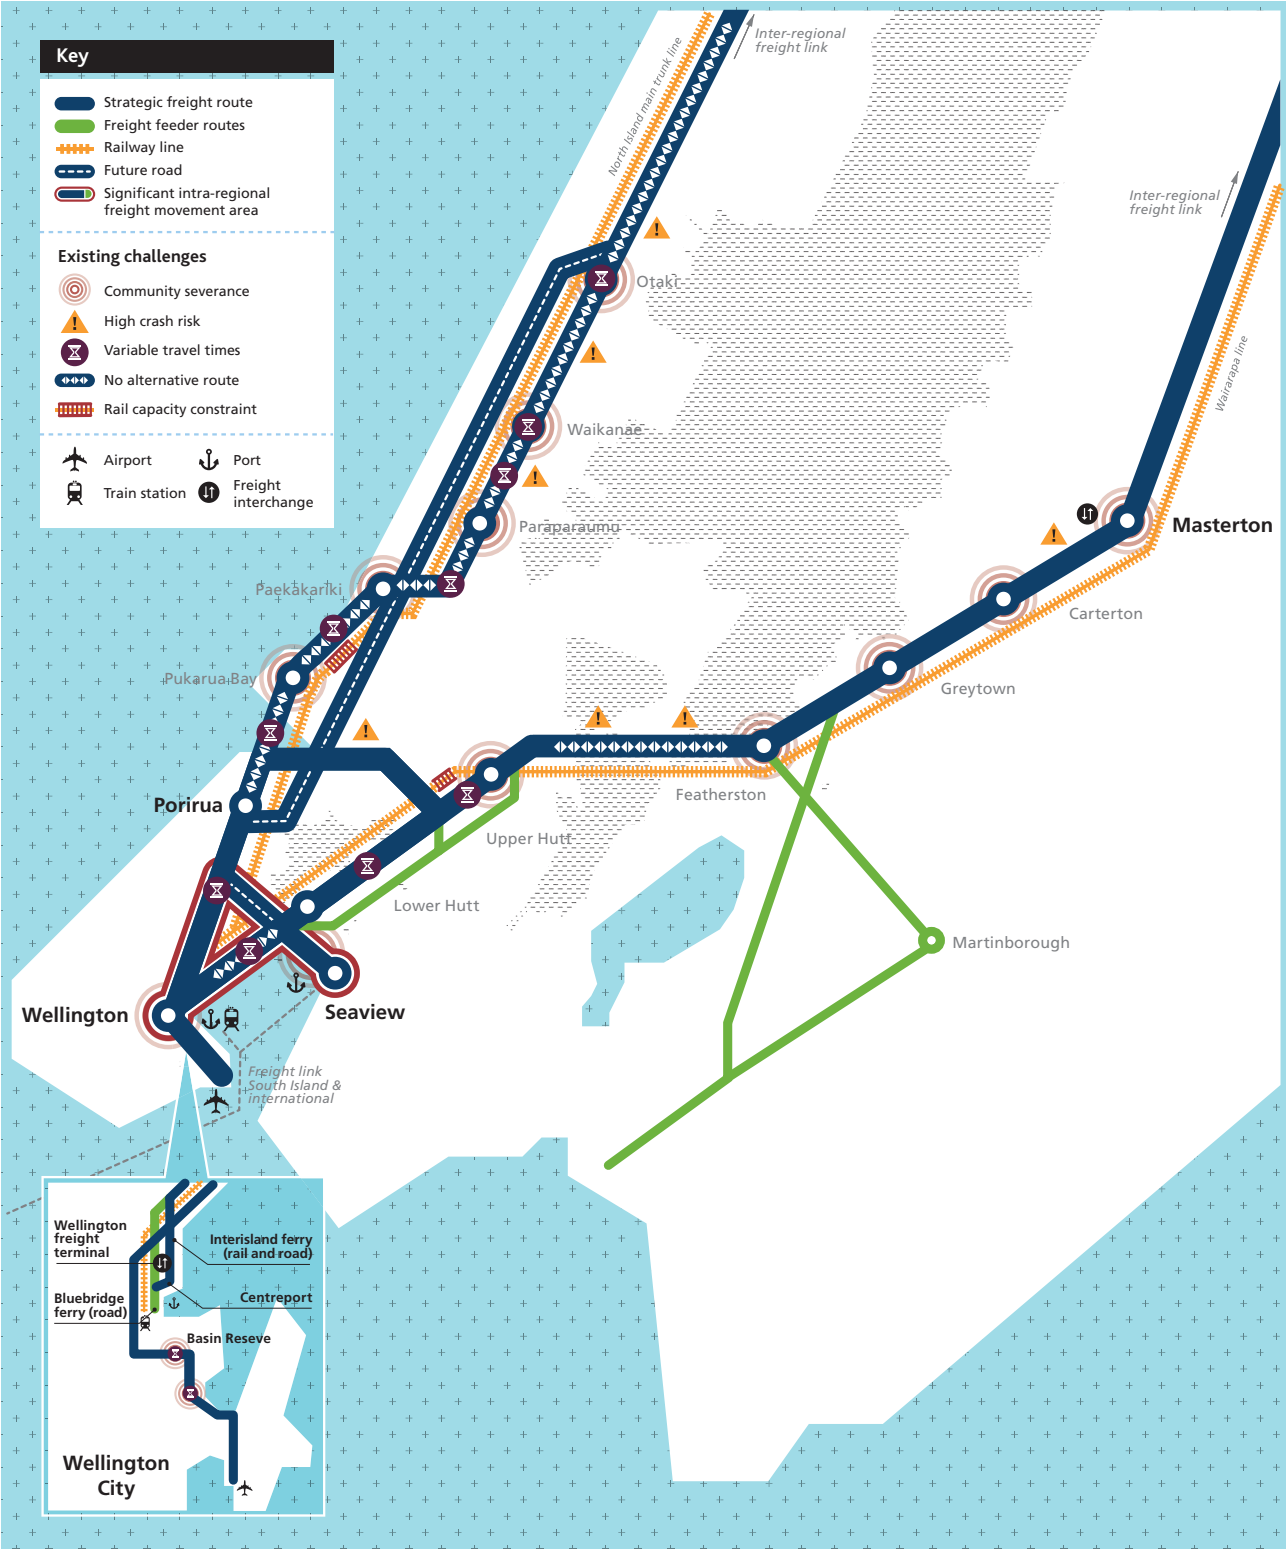 Key
Strategic freight route
Freight feeder routes
Railway line
Future road
Significant intra-regional
freight movement area
Existing challenges
Community severance
High crash risk
Variable travel times
No alternative route
Rail capacity constraint
Airport
Port
Train station
Freight
interchange
Inter-regional
freight link
North Island main trunk line
Inter-regional
freight link
Wairarapa line
Otaki
Waikanae
Paraparaumu
Paekakariki
Pukarua Bay
Masterton
Carterton
Greytown
Featherston
Porirua
Upper Hutt
Lower Hutt
Martinborough
Wellington
Seaview
Freight link
South Island &
international
Wellington
freight
terminal
Interisland ferry
(rail and road)
Bluebridge
ferry (road)
Centreport
Basin Reseve
Wellington
City